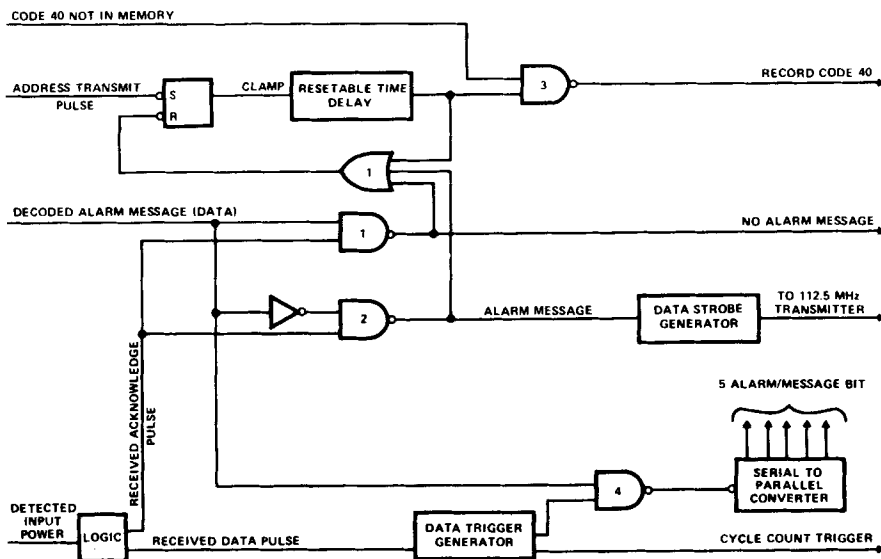 CODE 40 NOT IN MEMORY
ADDRESS TRANSMIT
PULSE
S
R
CLAMP
RESETABLE TIME
DELAY
3
RECORD CODE 40
1
DECODED ALARM MESSAGE (DATA)
1
NO ALARM MESSAGE
2
ALARM MESSAGE
DATA STROBE
GENERATOR
TO 112.5 MHz
TRANSMITTER
RECEIVED ACKNOWLEDGE
PULSE
5 ALARM/MESSAGE BIT
4
SERIAL TO
PARALLEL
CONVERTER
DETECTED
INPUT
POWER
LOGIC
RECEIVED DATA PULSE
DATA TRIGGER
GENERATOR
CYCLE COUNT TRIGGER